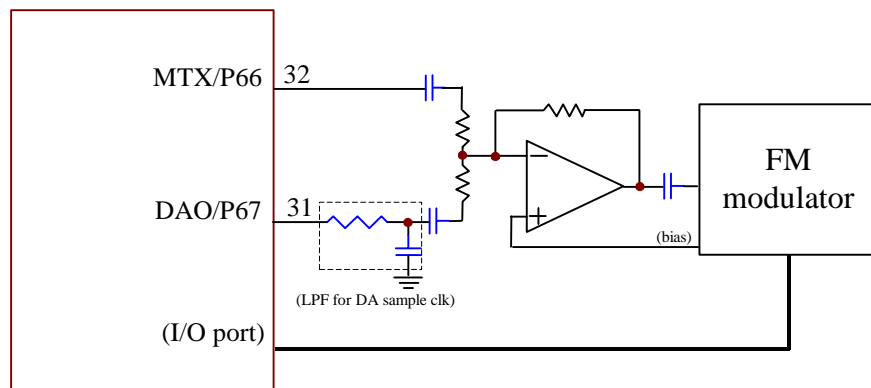 MTX/P66
32
FM
modulator
DAO/P67
31
(bias)
(LPF for DA sample clk)
(I/O port)